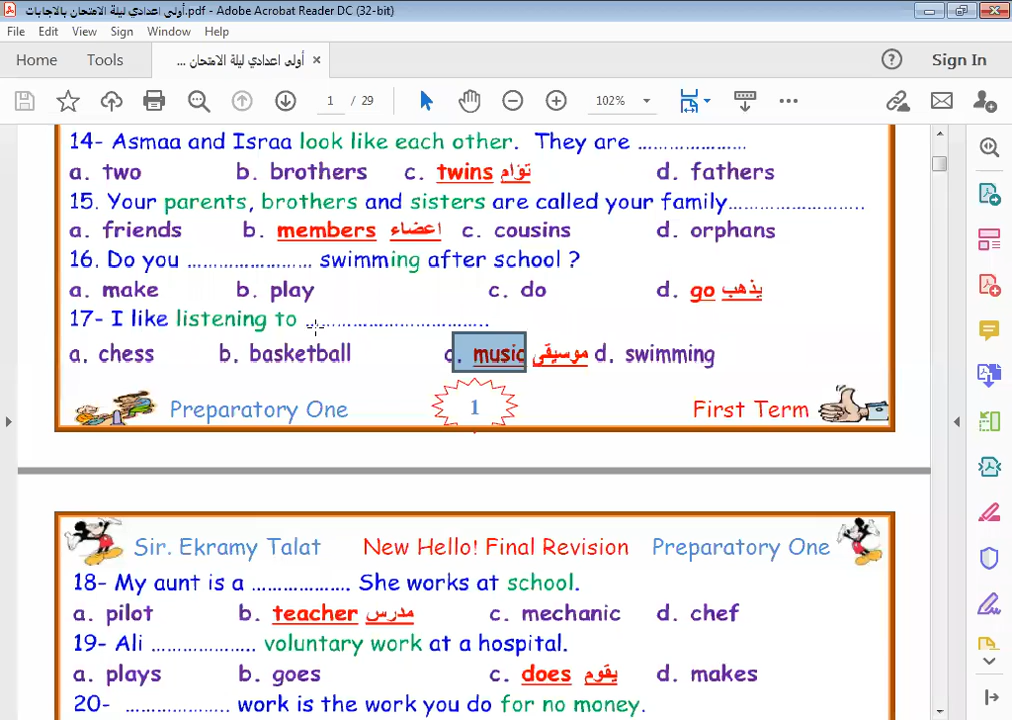 أولى اعدادي ليلة الامتحان بالاجابات.pdf - Adobe Acrobat Reader DC (32-bit)
File Edit View Sign Window Help
Home Tools أولى اعدادي ليلة الامتحان ... × Sign In
1 / 29 102%
14- Asmaa and Israa look like each other. They are …………………
a. two b. brothers c. twins توَام d. fathers
15. Your parents, brothers and sisters are called your family……………………..
a. friends b. members اعضاء c. cousins d. orphans
16. Do you …………………. swimming after school ?
a. make b. play c. do d. go يذهب
17- I like listening to ……………………………..
a. chess b. basketball c. music موسيقى d. swimming
Preparatory One 1 First Term
Sir. Ekramy Talat New Hello! Final Revision Preparatory One
18- My aunt is a ………………. She works at school.
a. pilot b. teacher مدرس c. mechanic d. chef
19- Ali ……………….. voluntary work at a hospital.
a. plays b. goes c. does يقوم d. makes
20- ……………….. work is the work you do for no money.